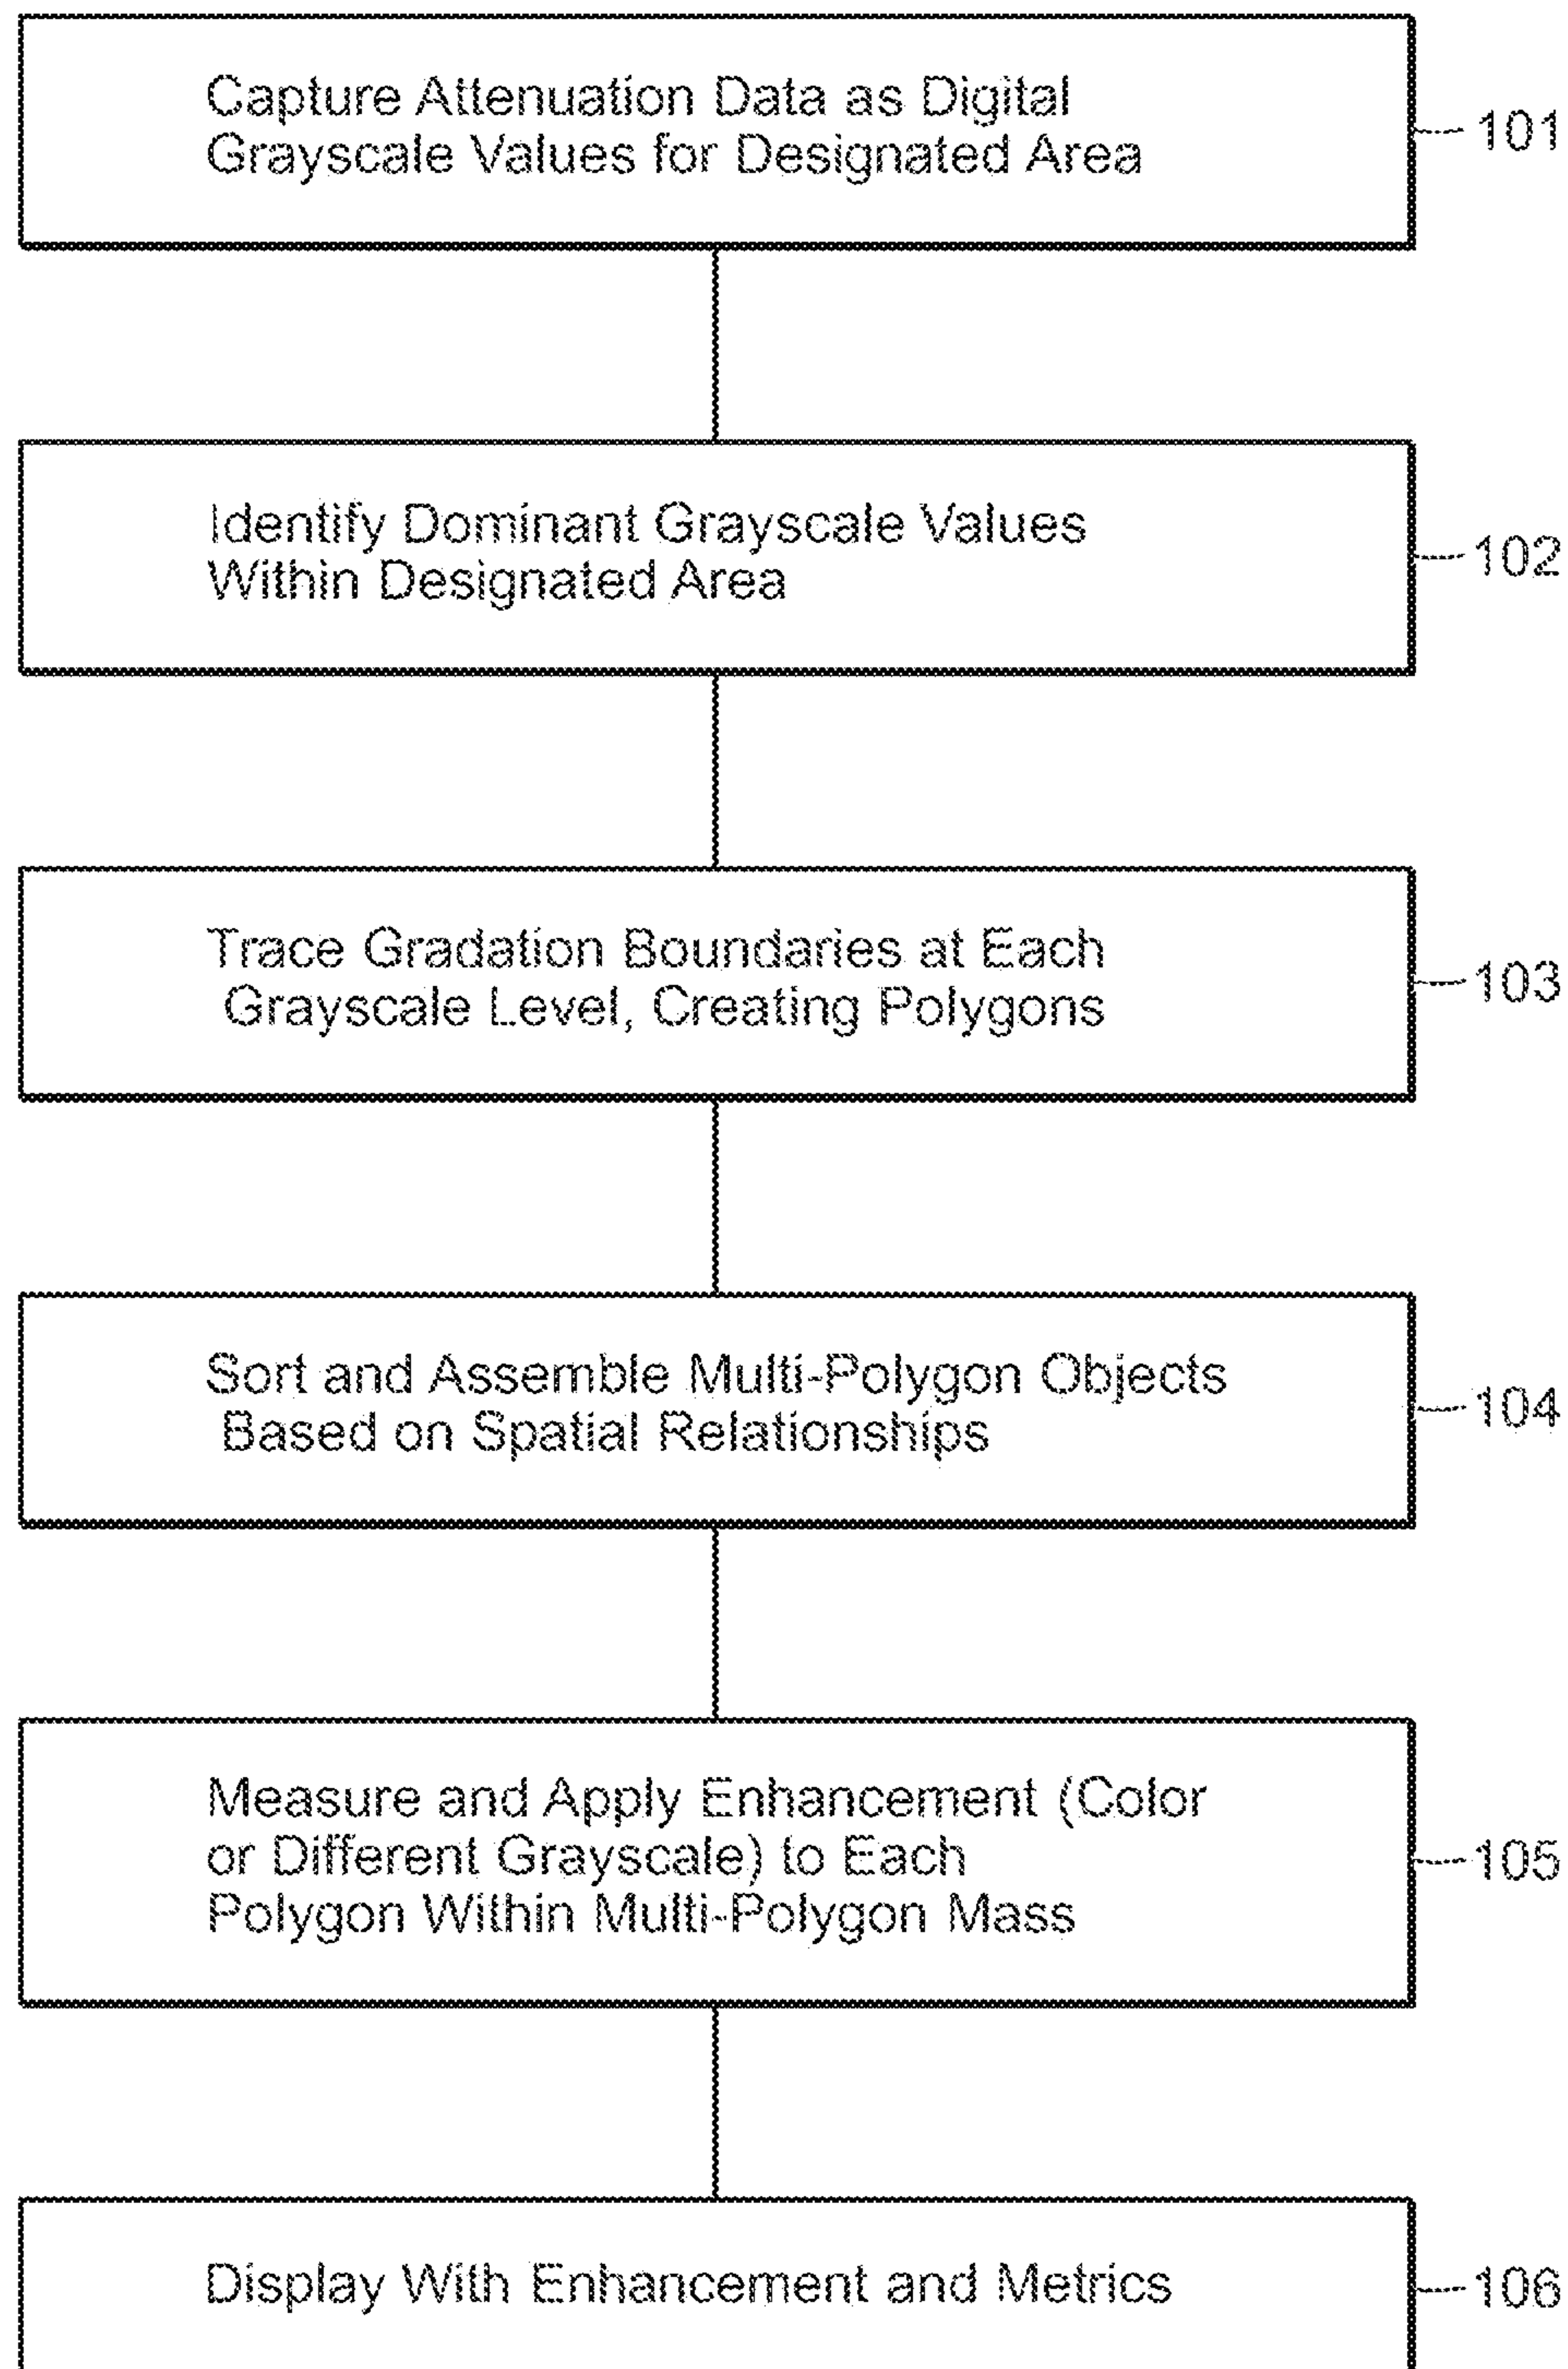 Capture Attenuation Data as Digital
Grayscale Values for Designated Area
101
Identify Dominant Grayscale Values
Within Designated Area
102
Trace Gradation Boundaries at Each
Grayscale Level, Creating Polygons
103
Sort and Assemble Multi-Polygon Objects
Based on Spatial Relationships
104
Measure and Apply Enhancement (Color
or Different Grayscale) to Each
Polygon Within Multi-Polygon Mass
105
Display With Enhancement and Metrics
106